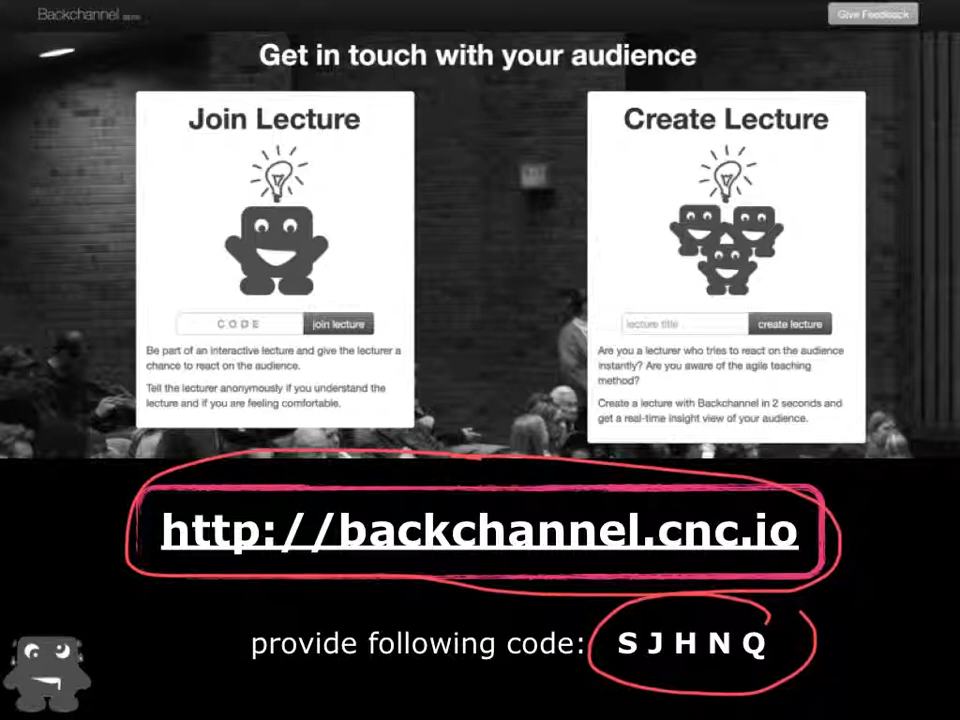 Backchannel BETA
Give Feedback
Get in touch with your audience
Join Lecture
CODE
join lecture
Be part of an interactive lecture and give the lecturer a
chance to react on the audience.
Tell the lecturer anonymously if you understand the
lecture and if you are feeling comfortable.
Create Lecture
lecture title
create lecture
Are you a lecturer who tries to react on the audience
instantly? Are you aware of the agile teaching
method?
Create a lecture with Backchannel in 2 seconds and
get a real-time insight view of your audience.
http://backchannel.cnc.io
provide following code: S J H N Q